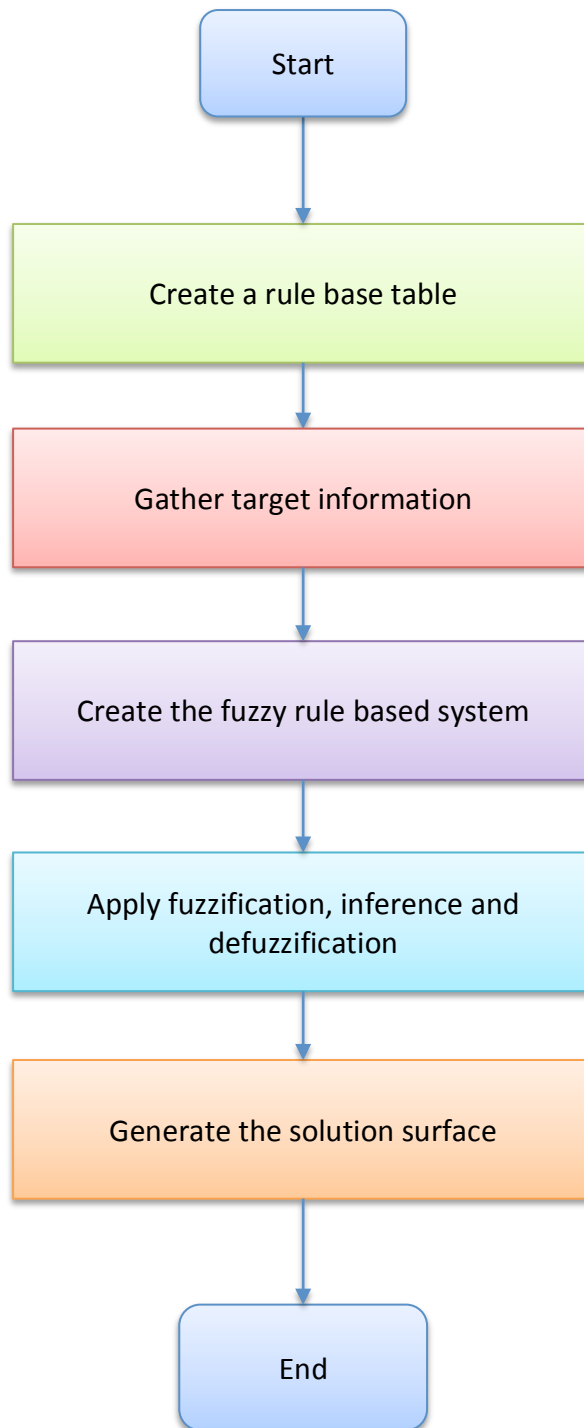 Start
Create a rule base table
Gather target information
Create the fuzzy rule based system
Apply fuzzification, inference and
defuzzification
Generate the solution surface
End